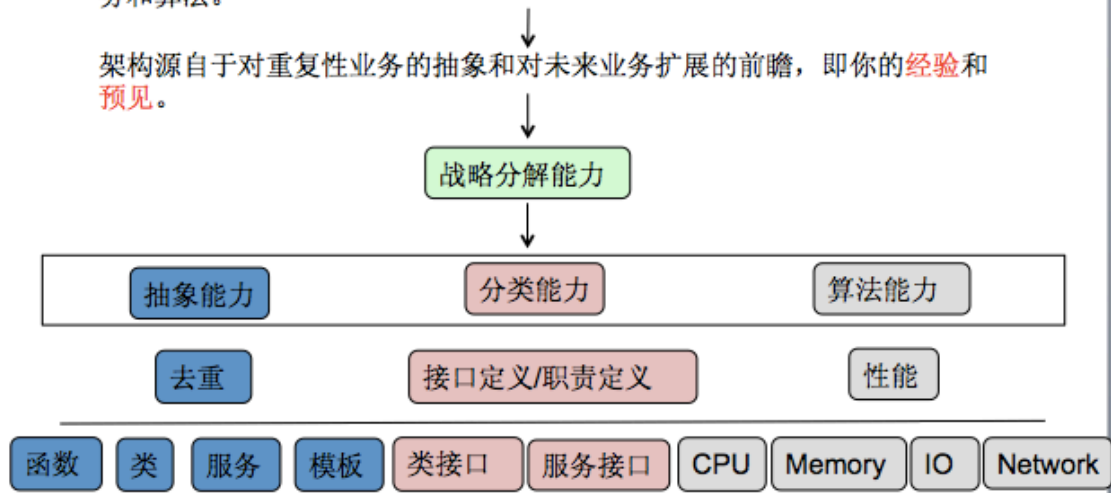 分和算法。
架构源自于对重复性业务的抽象和对未来业务扩展的前瞻，即你的经验和
预见。
战略分解能力
抽象能力 分类能力 算法能力
去重 接口定义/职责定义 性能
函数 类 服务 模板 类接口 服务接口 CPU Memory IO Network